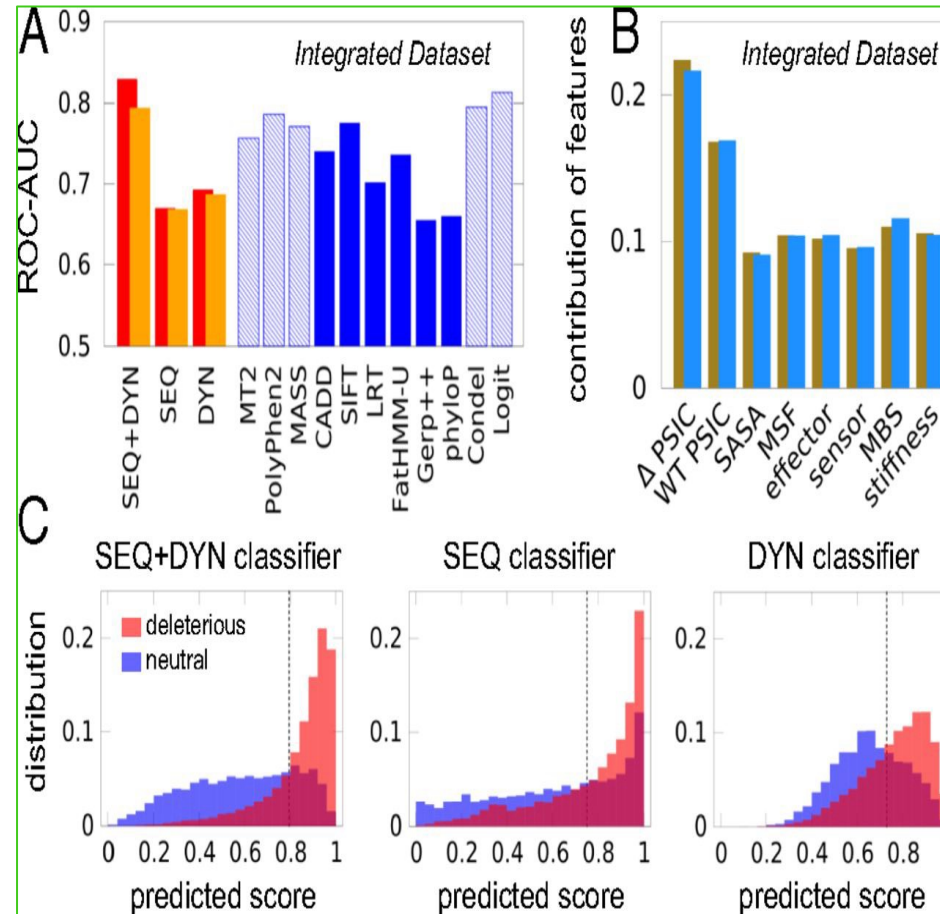 A
Integrated Dataset
ROC-AUC
0.9
0.8
0.7
0.6
0.5
SEQ+DYN
SEQ
DYN
MT2
PolyPhen2
MASS
CADD
SIFT
LRT
FatHMM-U
Gerp++
phyloP
Condel
Logit
B
Integrated Dataset
contribution of features
0.2
0.1
0
Δ PSIC
WT PSIC
SASA
MSF
effector
sensor
MBS
stiffness
C
SEQ+DYN classifier
SEQ classifier
DYN classifier
distribution
deleterious
neutral
0.2
0.1
0
0 0.2 0.4 0.6 0.8 1
predicted score
0.2
0.1
0
0 0.2 0.4 0.6 0.8 1
predicted score
0.2
0.1
0
0 0.2 0.4 0.6 0.8
predicted score